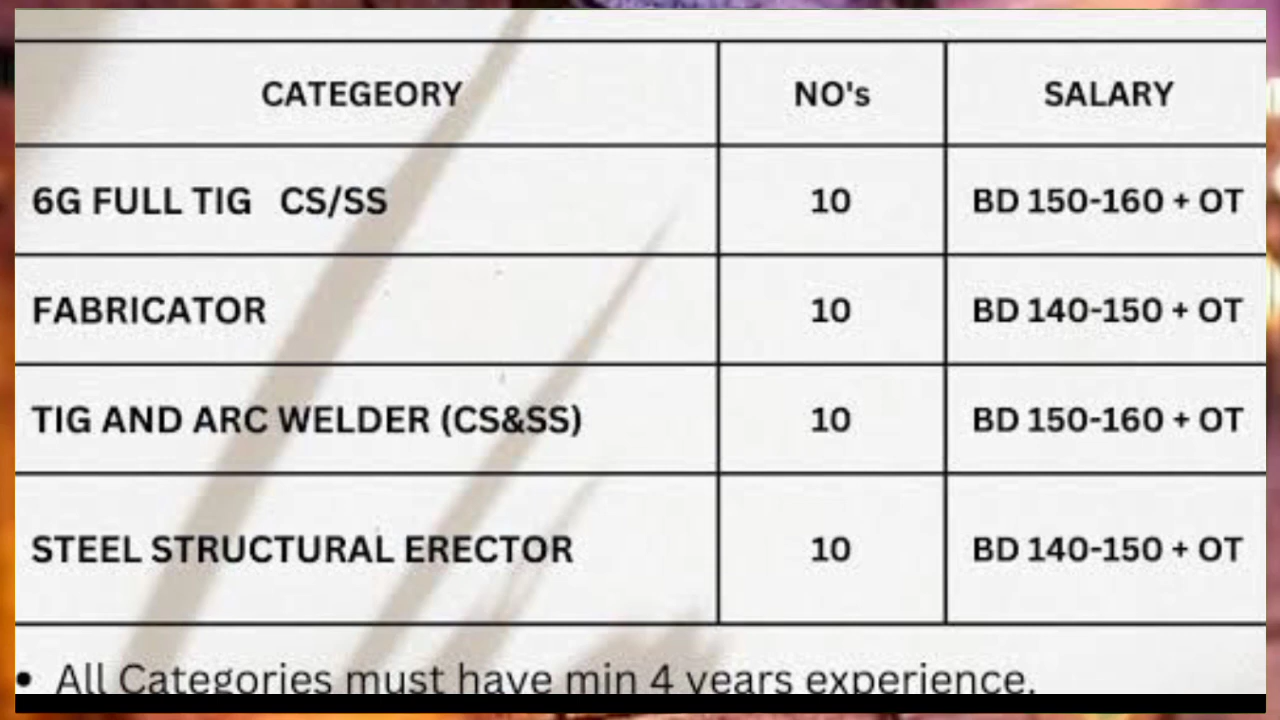 CATEGEORY NO's SALARY
6G FULL TIG CS/SS 10 BD 150-160 + OT
FABRICATOR 10 BD 140-150 + OT
TIG AND ARC WELDER (CS&SS) 10 BD 150-160 + OT
STEEL STRUCTURAL ERECTOR 10 BD 140-150 + OT
• All Categories must have min 4 years experience.